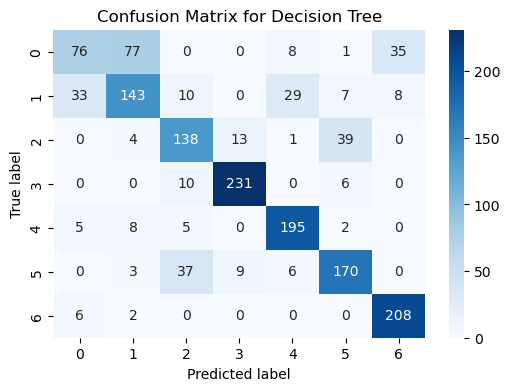 Confusion Matrix for Decision Tree
0 76 77 0 0 8 1 35
1 33 143 10 0 29 7 8
2 0 4 138 13 1 39 0
3 0 0 10 231 0 6 0
4 5 8 5 0 195 2 0
5 0 3 37 9 6 170 0
6 6 2 0 0 0 0 208
0 1 2 3 4 5 6
Predicted label
True label
200
150
100
50
0